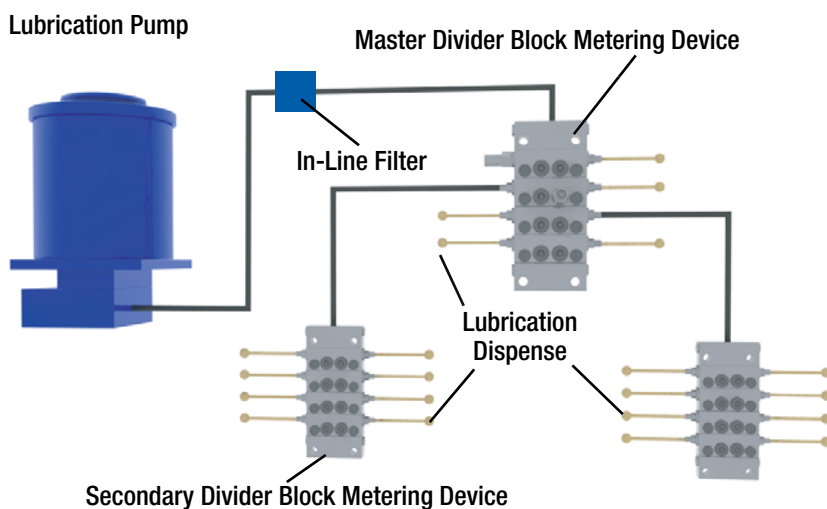 Lubrication Pump
Master Divider Block Metering Device
In-Line Filter
Lubrication
Dispense
Secondary Divider Block Metering Device